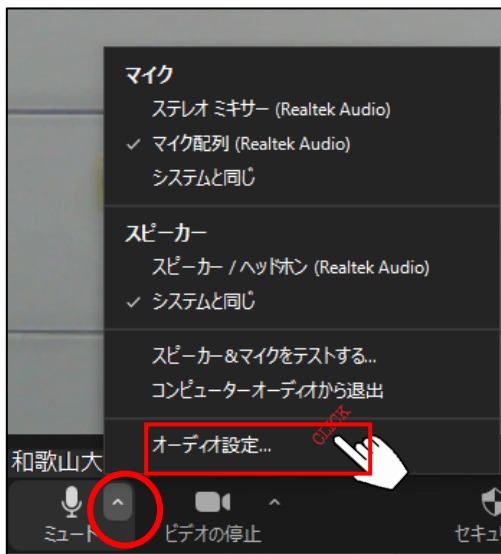 マイク
ステレオ ミキサー (Realtek Audio)
✓ マイク配列 (Realtek Audio)
システムと同じ
スピーカー
スピーカー / ヘッドホン (Realtek Audio)
✓ システムと同じ
スピーカー&マイクをテストする...
コンピューターオーディオから退出
オーディオ設定...
CLICK
和歌山大
ミュート
ビデオの停止
セキュ